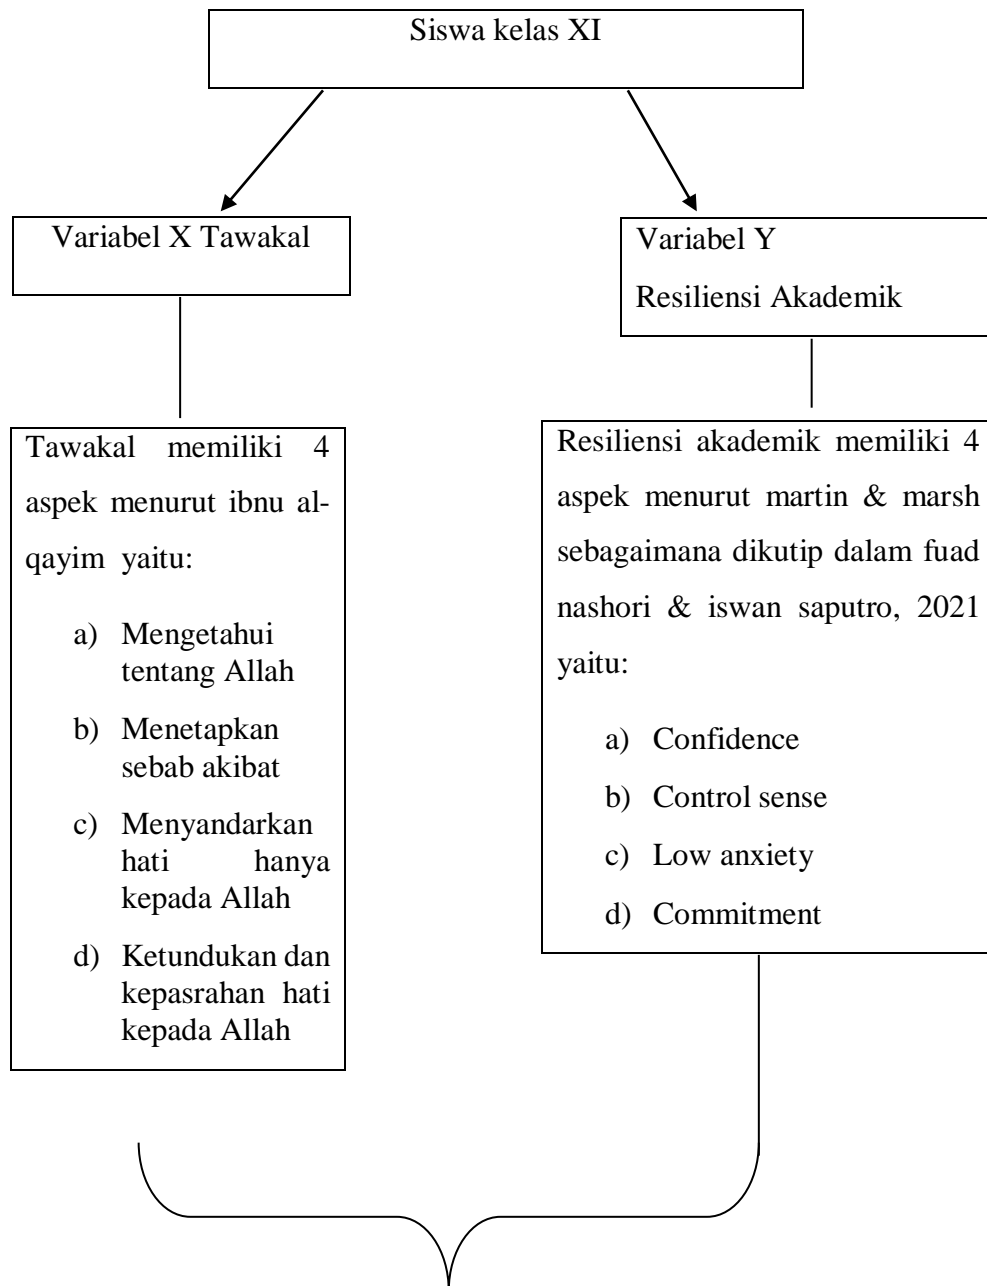 Siswa kelas XI
Variabel X Tawakal
Variabel Y
Resiliensi Akademik
Tawakal memiliki 4
aspek menurut ibnu al-
qayim yaitu:
a) Mengetahui
tentang Allah
b) Menetapkan
sebab akibat
c) Menyandarkan
hati hanya
kepada Allah
d) Ketundukan dan
kepasrahan hati
kepada Allah
Resiliensi akademik memiliki 4
aspek menurut martin & marsh
sebagaimana dikutip dalam fuad
nashori & iswan saputro, 2021
yaitu:
a) Confidence
b) Control sense
c) Low anxiety
d) Commitment